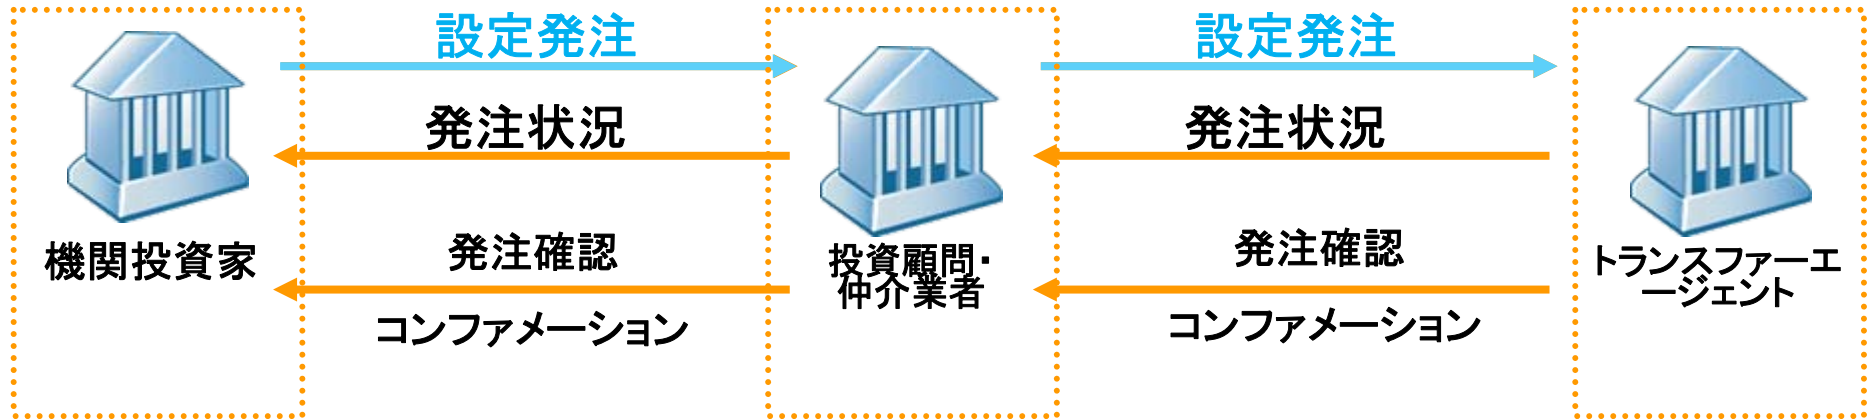 設定発注
設定発注
発注状況
発注状況
機関投資家
発注確認
投資顧問・
仲介業者
発注確認
トランスファーエ
ージェント
コンファメーション
コンファメーション